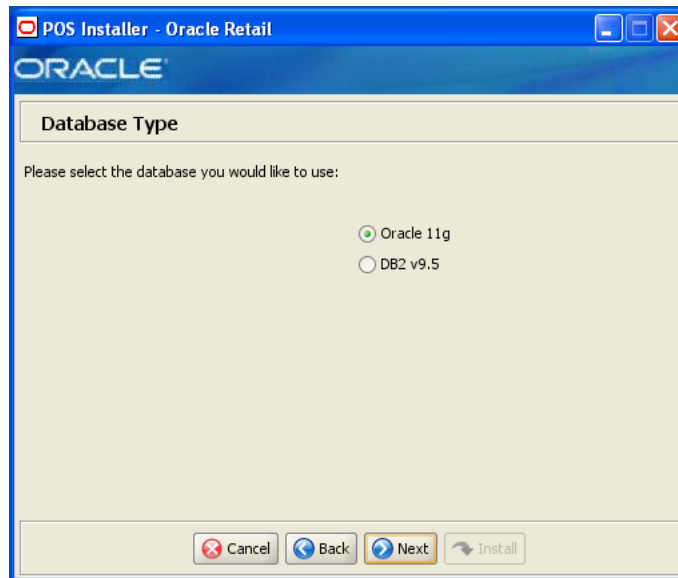 POS Installer - Oracle Retail
ORACLE
Database Type
Please select the database you would like to use:
Oracle 11g
DB2 v9.5
Cancel Back Next Install